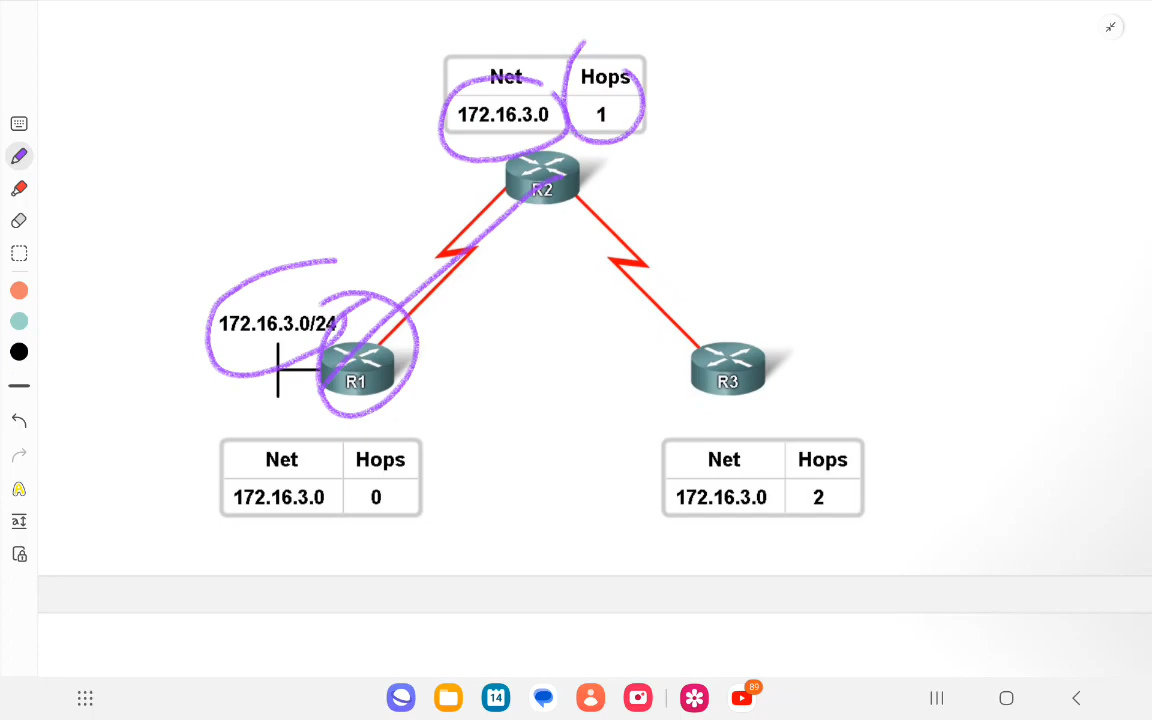 Net Hops
172.16.3.0 1
R2
172.16.3.0/24
R1
R3
Net Hops
172.16.3.0 0
Net Hops
172.16.3.0 2
14
89